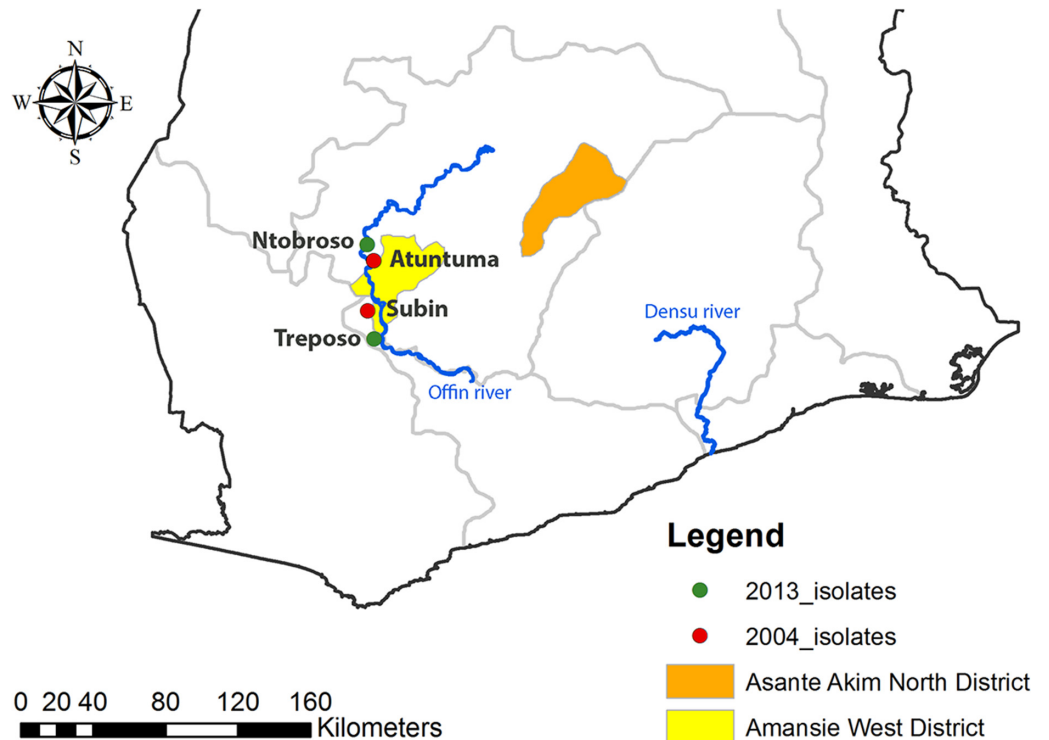 N
W E
S
Ntobroso
Atuntuma
Subin
Treposo
Densu river
Offin river
Legend
2013_isolates
2004_isolates
Asante Akim North District
Amansie West District
0 20 40 80 120 160
Kilometers